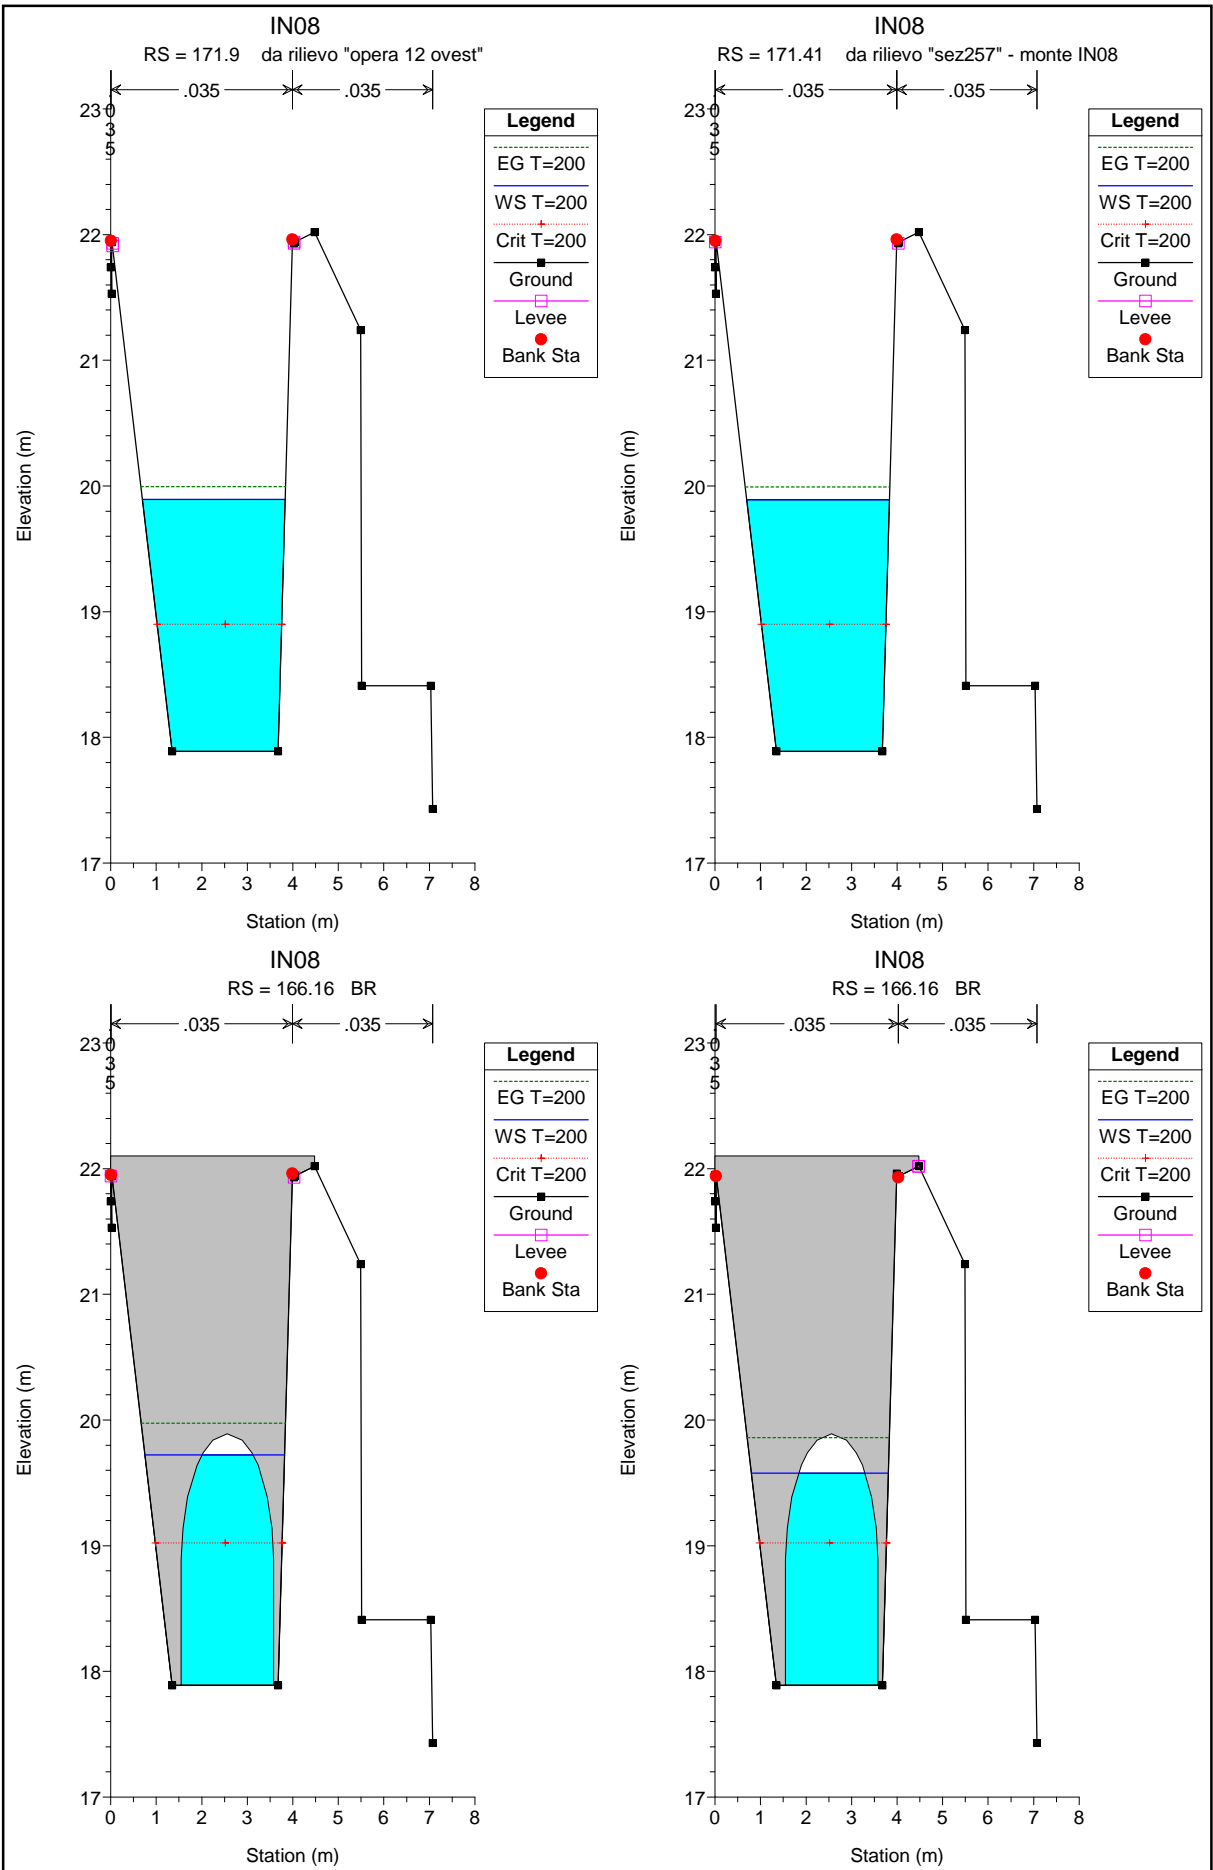 IN08
RS = 171.9 da rilievo "opera 12 ovest"
.035
.035
.035
23
22
21
20
19
18
17
Elevation (m)
0 1 2 3 4 5 6 7 8
Station (m)
Legend
EG T=200
WS T=200
Crit T=200
Ground
Levee
Bank Sta
IN08
RS = 171.41 da rilievo "sez257" - monte IN08
.035
.035
.035
23
22
21
20
19
18
17
Elevation (m)
0 1 2 3 4 5 6 7 8
Station (m)
Legend
EG T=200
WS T=200
Crit T=200
Ground
Levee
Bank Sta
IN08
RS = 166.16 BR
.035
.035
.035
23
22
21
20
19
18
17
Elevation (m)
0 1 2 3 4 5 6 7 8
Station (m)
Legend
EG T=200
WS T=200
Crit T=200
Ground
Levee
Bank Sta
IN08
RS = 166.16 BR
.035
.035
.035
23
22
21
20
19
18
17
Elevation (m)
0 1 2 3 4 5 6 7 8
Station (m)
Legend
EG T=200
WS T=200
Crit T=200
Ground
Levee
Bank Sta